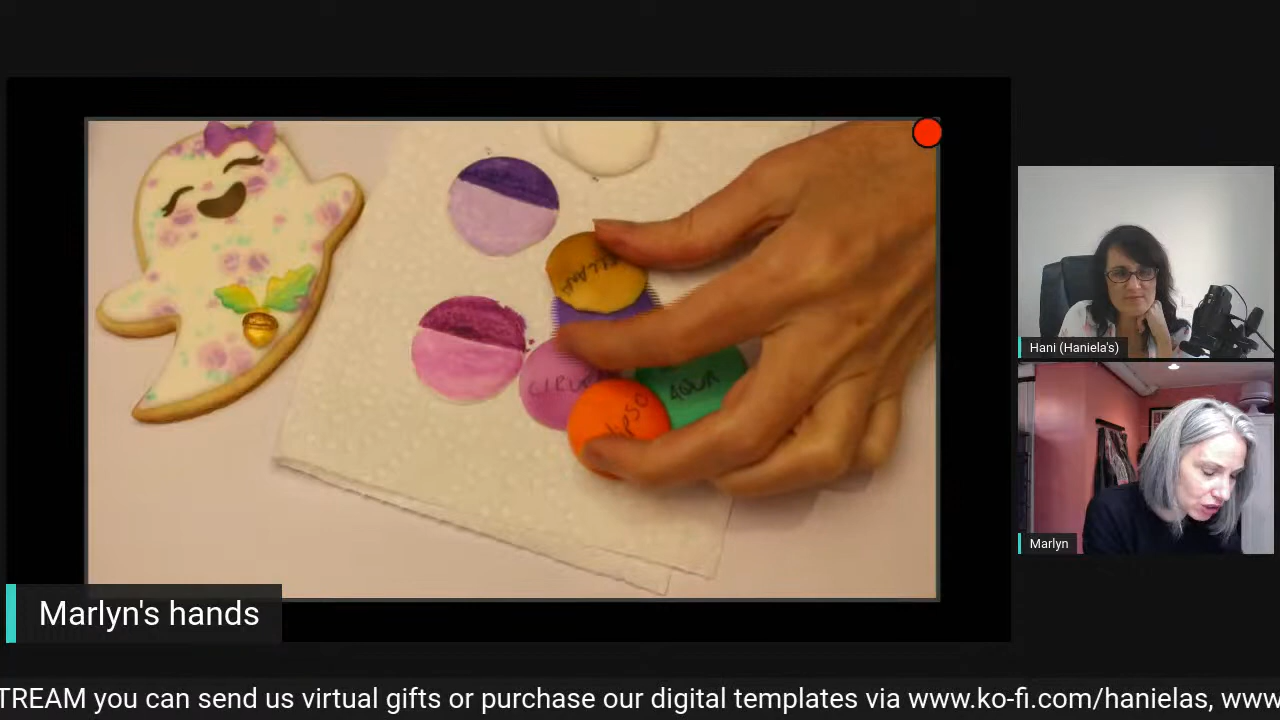 AQUA
Hani (Haniela's)
Marlyn
Marlyn's hands
TREAM you can send us virtual gifts or purchase our digital templates via www.ko-fi.com/hanielas, www